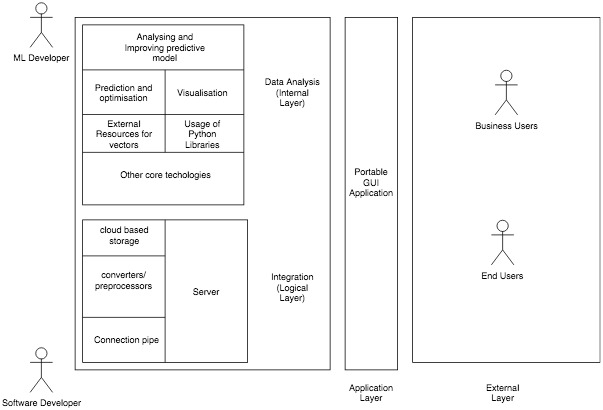 ML Developer
Analysing and
Improving predictive
model
Prediction and
optimisation
Visualisation
External
Resources for
vectors
Usage of
Python
Libraries
Other core techologies
Data Analysis
(Internal
Layer)
cloud based
storage
converters/
preprocessors
Connection pipe
Server
Integration
(Logical
Layer)
Software Developer
Portable
GUI
Application
Application
Layer
Business Users
End Users
External
Layer